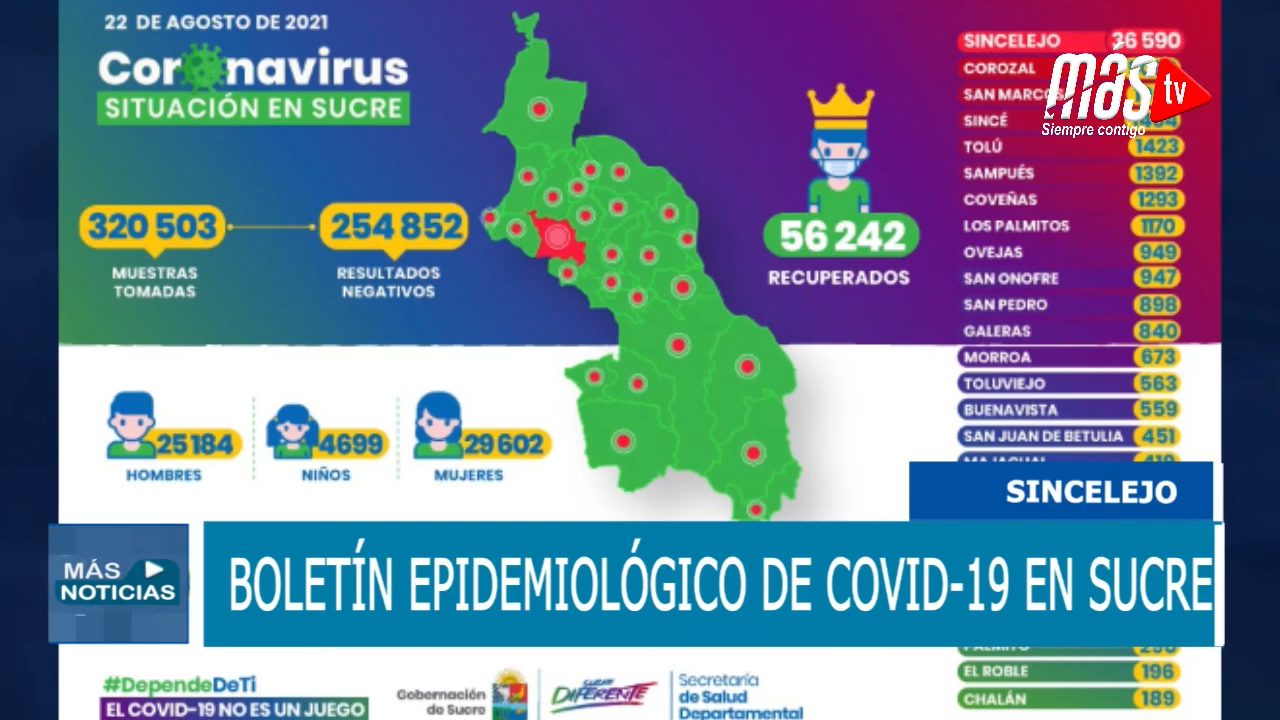 22 DE AGOSTO DE 2021
Coronavirus
SITUACIÓN EN SUCRE
320 503
MUESTRAS
TOMADAS
254 852
RESULTADOS
NEGATIVOS
56 242
RECUPERADOS
25 184
HOMBRES
4699
NIÑOS
29 602
MUJERES
SINCELEJO 36 590
COROZAL
SAN MARCOS
SINCÉ
TOLÚ 1423
SAMPUÉS 1392
COVEÑAS 1293
LOS PALMITOS 1170
OVEJAS 949
SAN ONOFRE 947
SAN PEDRO 898
GALERAS 840
MORROA 673
TOLUVIEJO 563
BUENAVISTA 559
SAN JUAN DE BETULIA 451
más tv
Siempre contigo
SINCELEJO
MÁS
NOTICIAS
BOLETÍN EPIDEMIOLÓGICO DE COVID-19 EN SUCRE
EL ROBLE 196
CHALÁN 189
#DependeDeTi
EL COVID-19 NO ES UN JUEGO
Gobernación
de Sucre
SUCRE
DIFERENTE
Secretaría
de Salud
Departamental